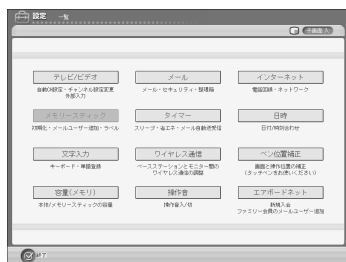 設定 一覧
子画面 入
テレビ/ビデオ
自動CH設定・チャンネル設定変更
外部入力
メール
メール・セキュリティ・整理箱
インターネット
電話回線・ネットワーク
メモリースティック
初期化・メールユーザー追加・ラベル
タイマー
スリープ・省エネ・メール自動送受信
日時
日付/時刻合わせ
文字入力
キーボード・単語登録
ワイヤレス通信
ベースステーションとモニター間の
ワイヤレス通信の調整
ペン位置補正
画面と操作位置の補正
(タッチペンをお使いください)
容量(メモリ)
本体/メモリースティックの容量
操作音
操作音入/切
エアボードネット
新規入会
ファミリー会員のメールユーザー追加
終了